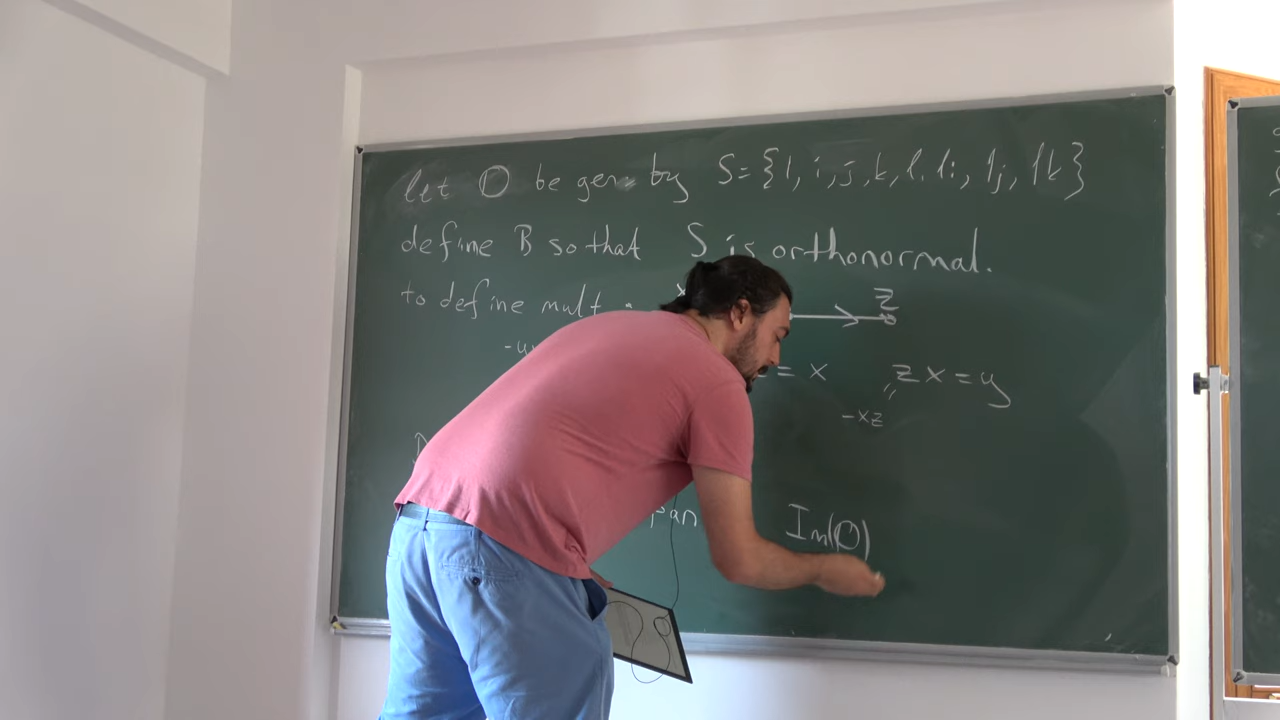 let 𝕆 be gen. by S={1, i, j, k, l, li, lj, lk}
define B so that S is orthonormal.
to define mult z
= x zx = y
-xz
pan Im(𝕆)